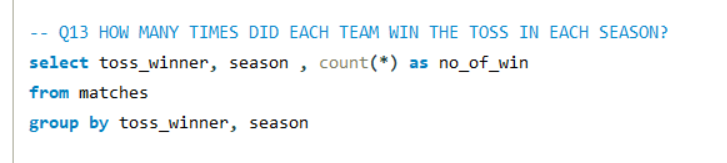 -- Q13 HOW MANY TIMES DID EACH TEAM WIN THE TOSS IN EACH SEASON?
select toss_winner, season , count(*) as no_of_win
from matches
group by toss_winner, season